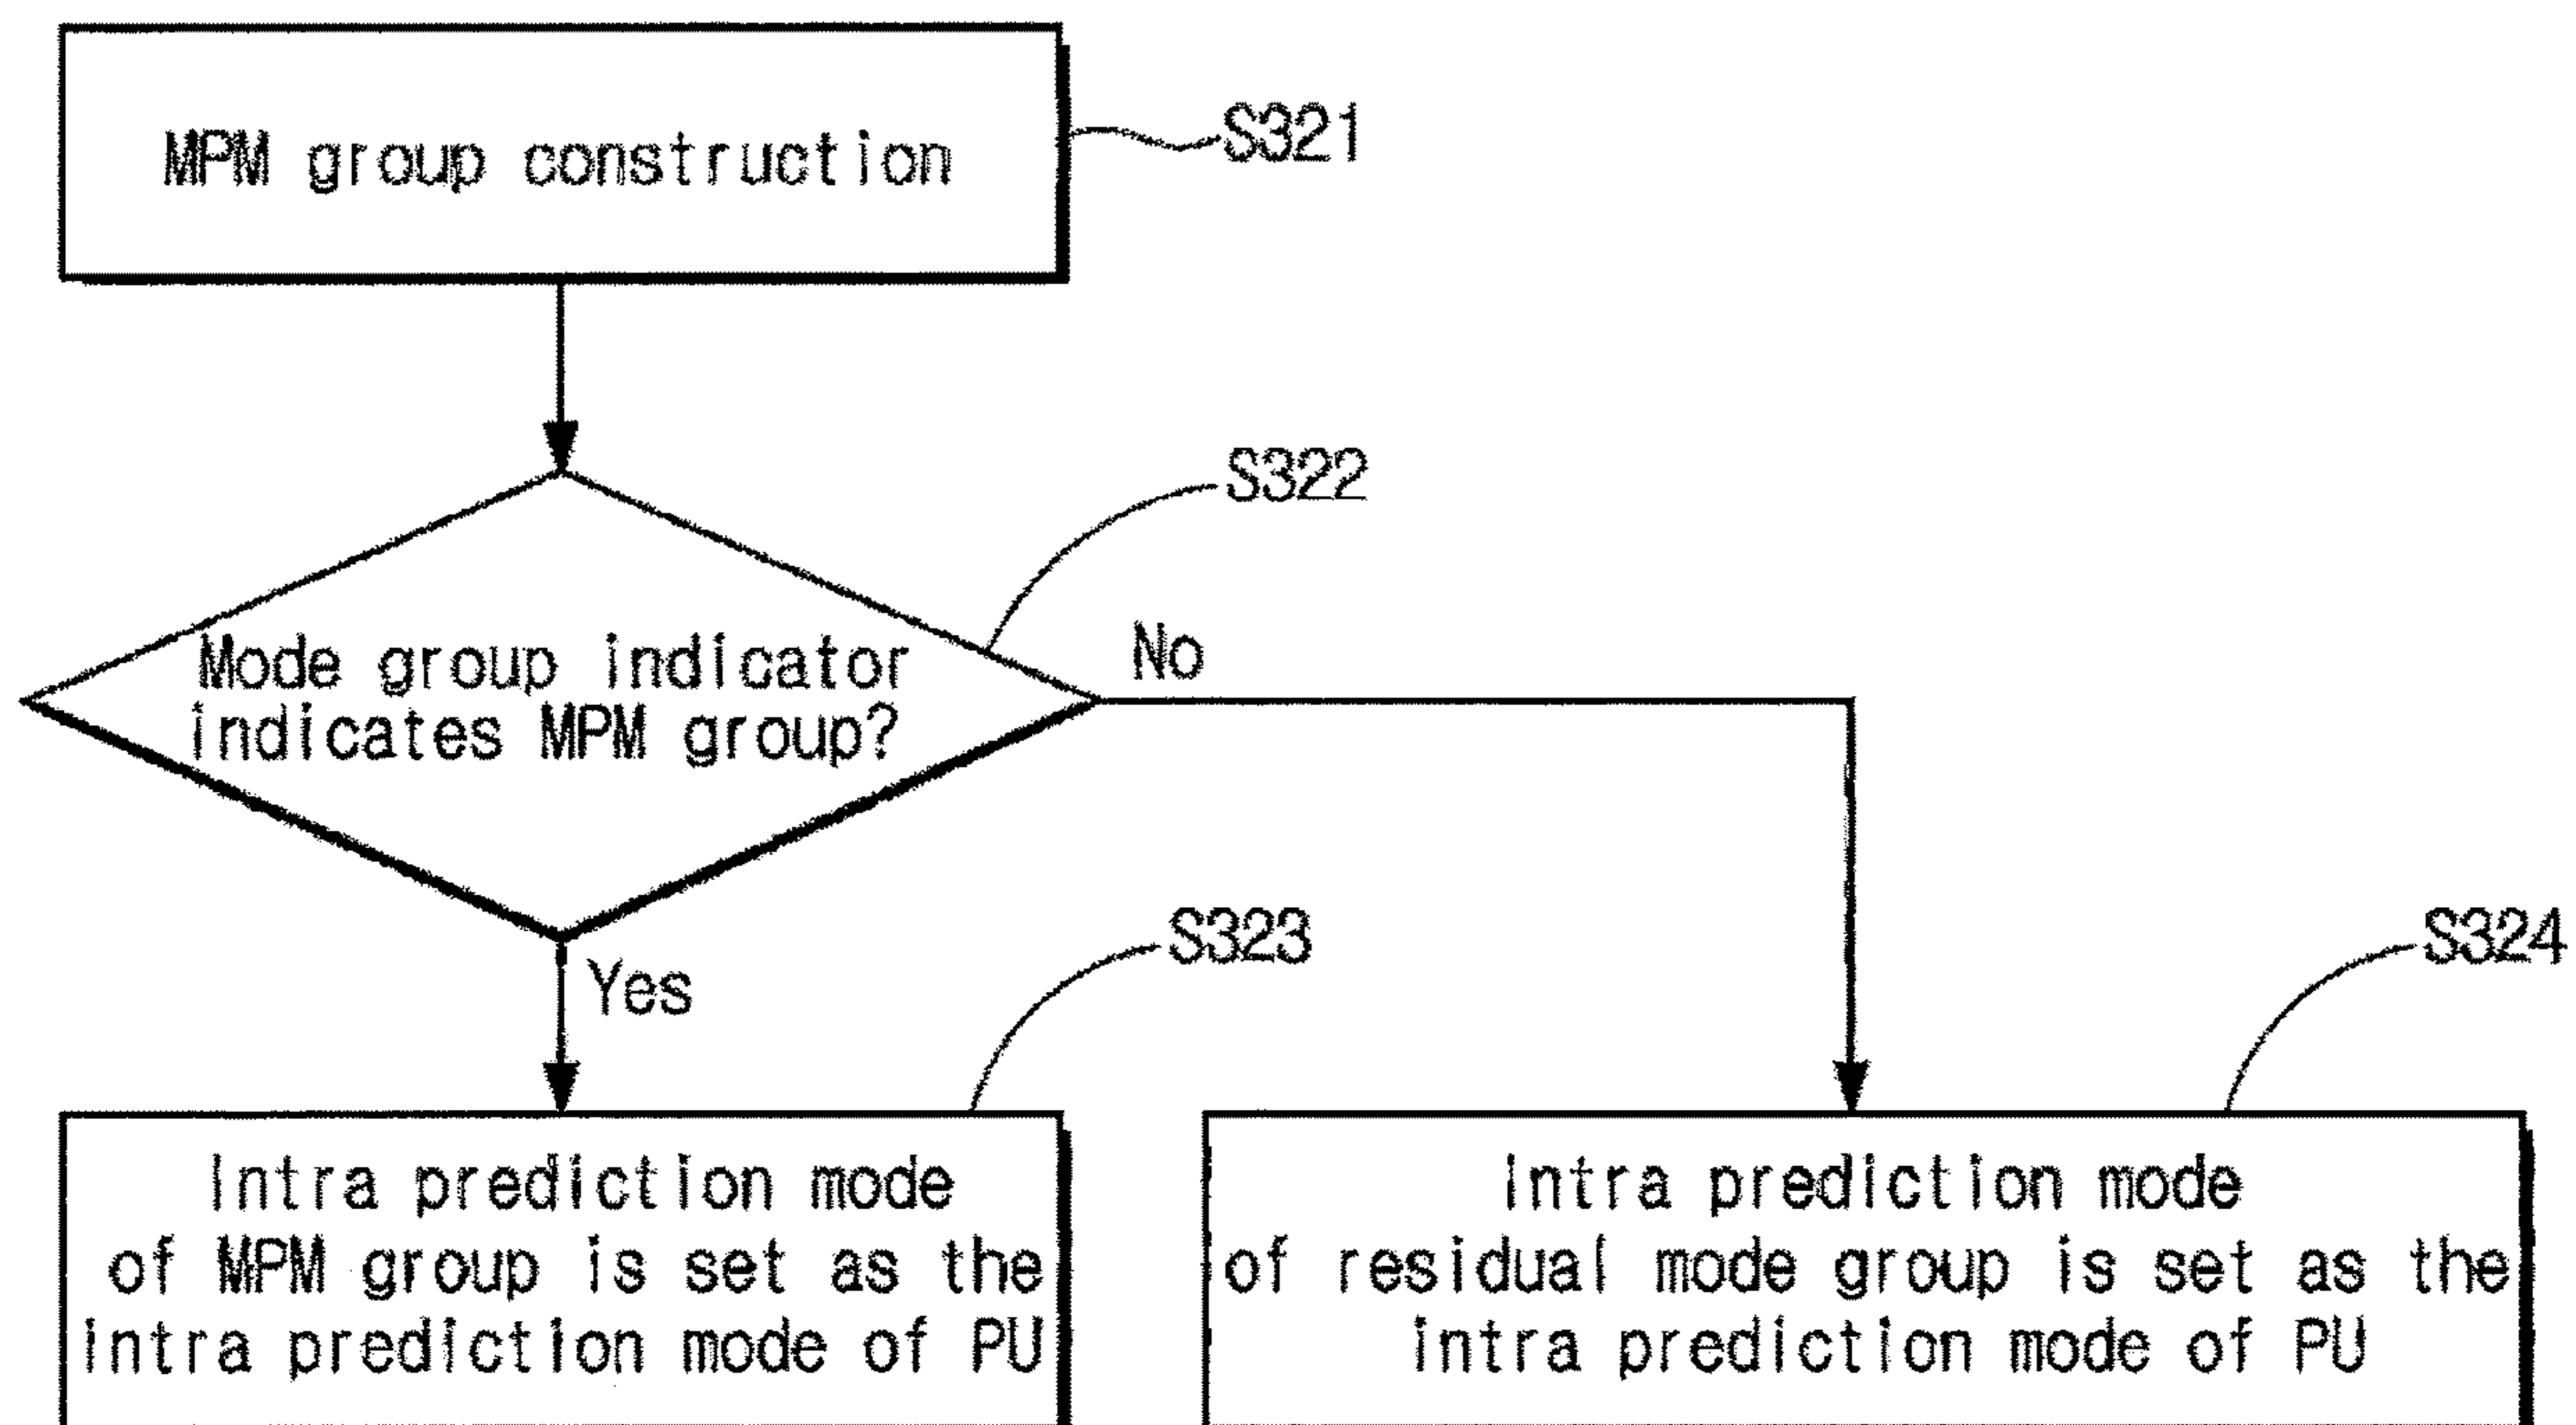 MPM group construction
S321
S322
Mode group indicator
indicates MPM group?
No
Yes
S323
S324
Intra prediction mode
of MPM group is set as the
intra prediction mode of PU
Intra prediction mode
of residual mode group is set as the
intra prediction mode of PU